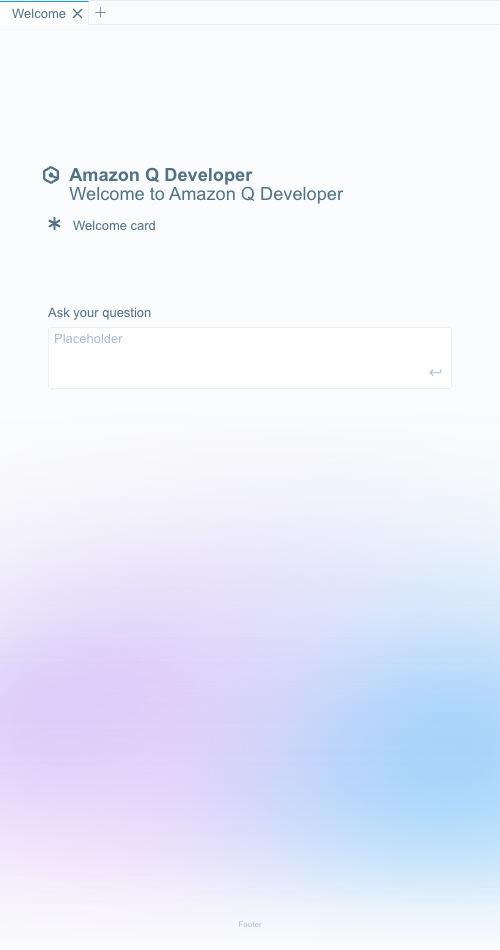 Welcome
Amazon Q Developer
Welcome to Amazon Q Developer
Welcome card
Ask your question
Placeholder
Footer